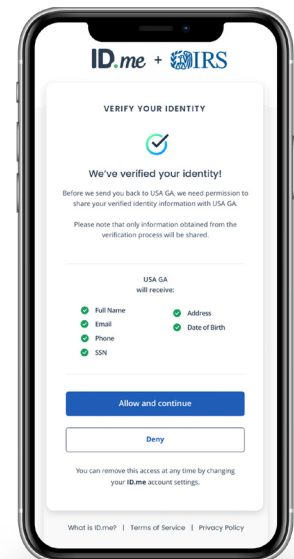 ID.me + IRS
VERIFY YOUR IDENTITY
We've verified your identity!
Before we send you back to USA GA, we need permission to
share your verified identity information with USA GA.
Please note that only information obtained from the
verification process will be shared.
USA GA
will receive:
Full Name
Email
Phone
SSN
Address
Date of Birth
Allow and continue
Deny
You can remove this access at any time by changing
your ID.me account settings.
What is ID.me? | Terms of Service | Privacy Policy